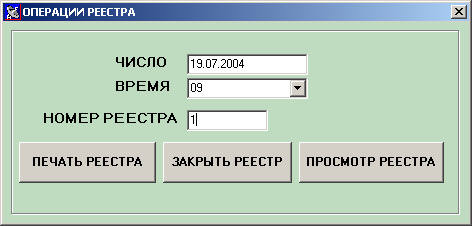 ОПЕРАЦИИ РЕЕСТРА
ЧИСЛО 19.07.2004
ВРЕМЯ 09
НОМЕР РЕЕСТРА 1
ПЕЧАТЬ РЕЕСТРА ЗАКРЫТЬ РЕЕСТР ПРОСМОТР РЕЕСТРА